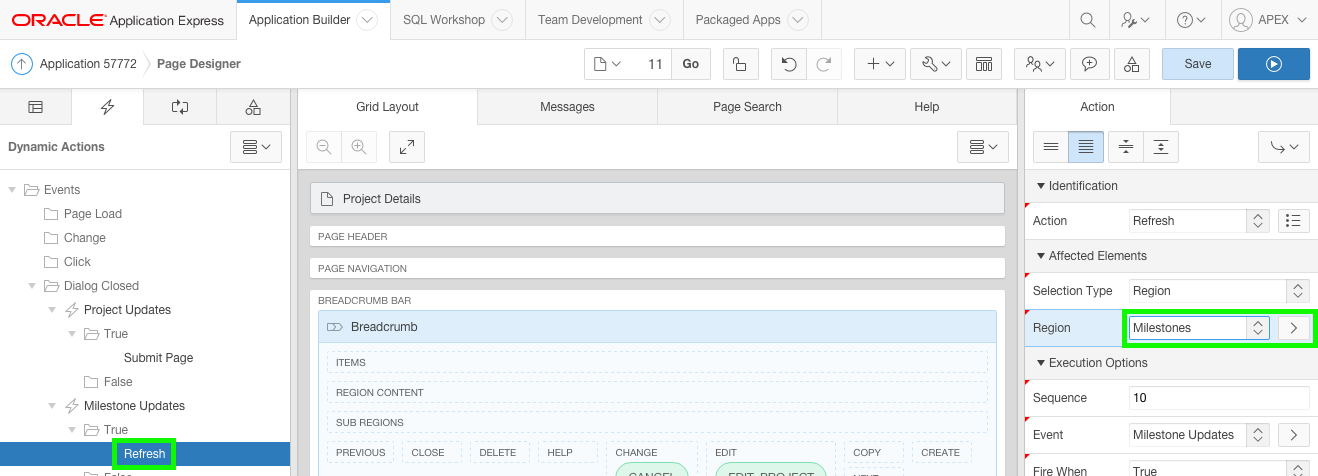 ORACLE Application Express
Application Builder
SQL Workshop
Team Development
Packaged Apps
APEX
Application 57772
Page Designer
11
Go
Save
Grid Layout
Messages
Page Search
Help
Action
Dynamic Actions
Events
Page Load
Change
Click
Dialog Closed
Project Updates
True
Submit Page
False
Milestone Updates
True
Refresh
Project Details
PAGE HEADER
PAGE NAVIGATION
BREADCRUMB BAR
Breadcrumb
ITEMS
REGION CONTENT
SUB REGIONS
PREVIOUS
CLOSE
DELETE
HELP
CHANGE
EDIT
COPY
CREATE
CANCEL
EDIT_PROJECT
NEXT
Identification
Action
Refresh
Affected Elements
Selection Type
Region
Region
Milestones
Execution Options
Sequence
10
Event
Milestone Updates
Fire When
True